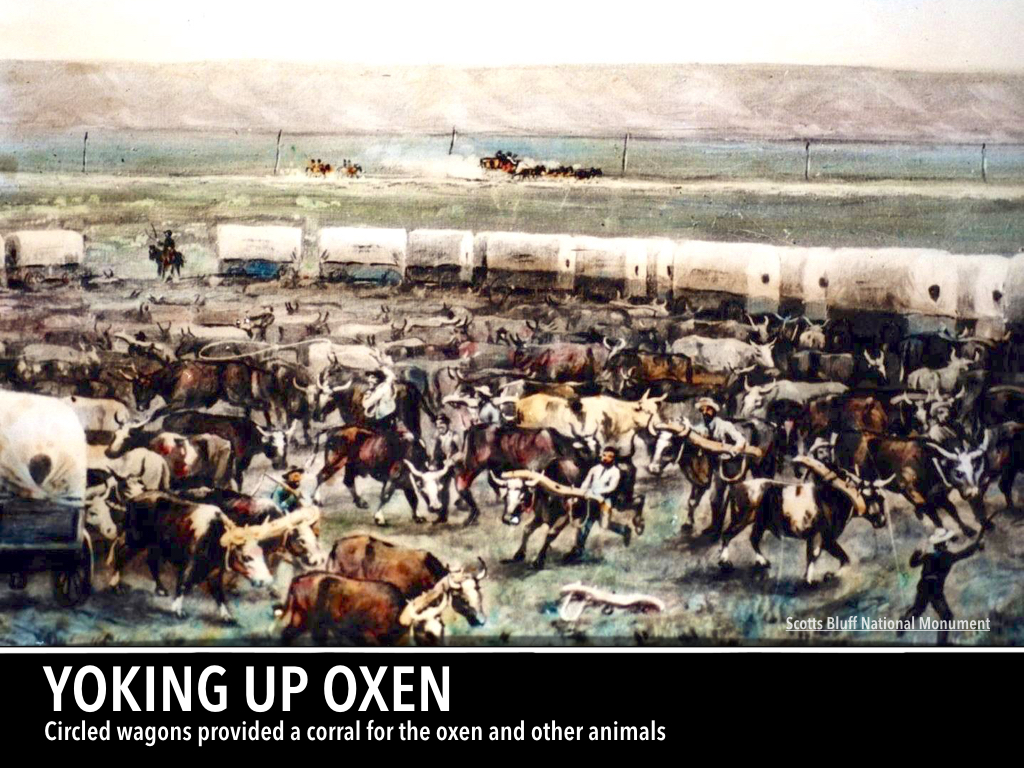 Scotts Bluff National Monument
YOKING UP OXEN
Circled wagons provided a corral for the oxen and other animals